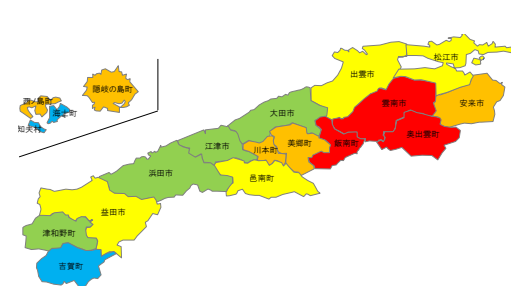 松江市
出雲市
隠岐の島町
西ノ島町
海士町
知夫村
雲南市
安来市
大田市
奥出雲町
飯南町
美郷町
川本町
江津市
浜田市
邑南町
益田市
津和野町
吉賀町